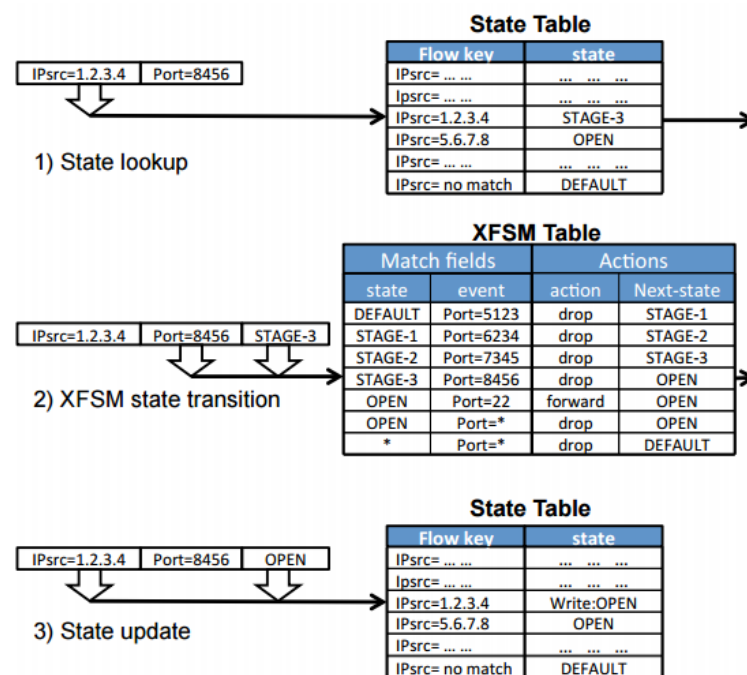 State Table
Flow key state
IPsrc=1.2.3.4 Port=8456
IPsrc= ... ... ... ... ...
Ipsrc= ... ... ... ... ...
IPsrc=1.2.3.4 STAGE-3
IPsrc=5.6.7.8 OPEN
IPsrc= ... ... ... ... ...
IPsrc= no match DEFAULT
1) State lookup
XFSM Table
Match fields Actions
state event action Next-state
DEFAULT Port=5123 drop STAGE-1
STAGE-1 Port=6234 drop STAGE-2
STAGE-2 Port=7345 drop STAGE-3
STAGE-3 Port=8456 drop OPEN
OPEN Port=22 forward OPEN
OPEN Port=* drop OPEN
* Port=* drop DEFAULT
IPsrc=1.2.3.4 Port=8456 STAGE-3
2) XFSM state transition
State Table
Flow key state
IPsrc= ... ... ... ... ...
Ipsrc= ... ... ... ... ...
IPsrc=1.2.3.4 Write:OPEN
IPsrc=5.6.7.8 OPEN
IPsrc= ... ... ... ... ...
IPsrc= no match DEFAULT
IPsrc=1.2.3.4 Port=8456 OPEN
3) State update